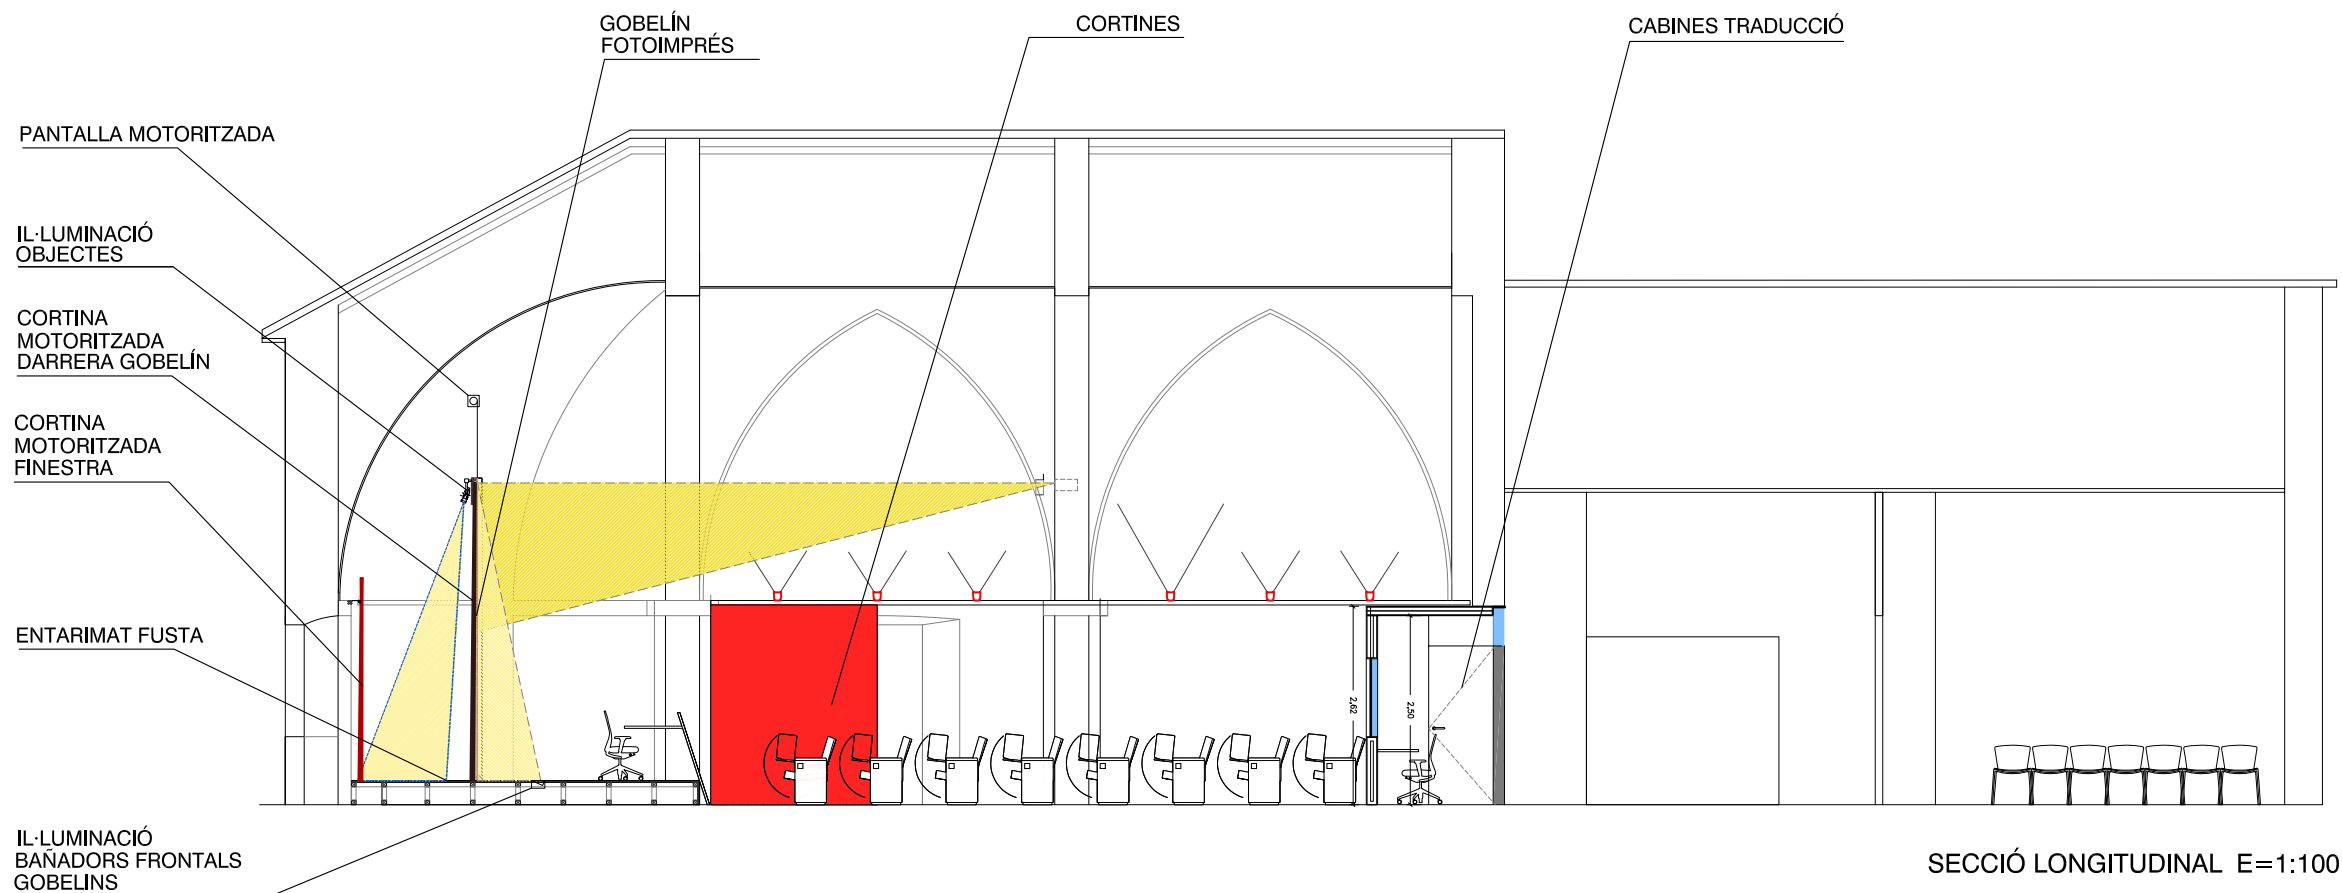 GOBELÍN
FOTOIMPRÉS
CORTINES
CABINES TRADUCCIÓ
PANTALLA MOTORITZADA
IL·LUMINACIÓ
OBJECTES
CORTINA
MOTORITZADA
DARRERA GOBELÍN
CORTINA
MOTORITZADA
FINESTRA
ENTARIMAT FUSTA
2,62
2,50
IL·LUMINACIÓ
BAÑADORS FRONTALS
GOBELINS
SECCIÓ LONGITUDINAL E=1:100